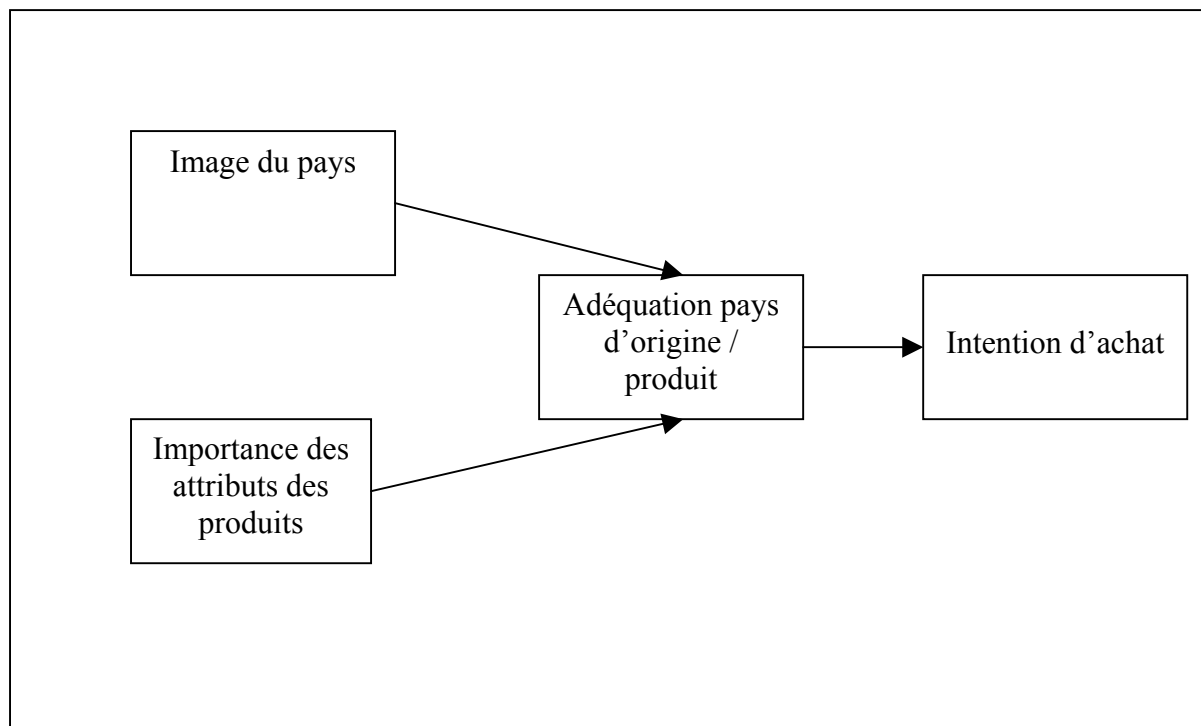 Image du pays
Importance des
attributs des
produits
Adéquation pays
d’origine /
produit
Intention d’achat